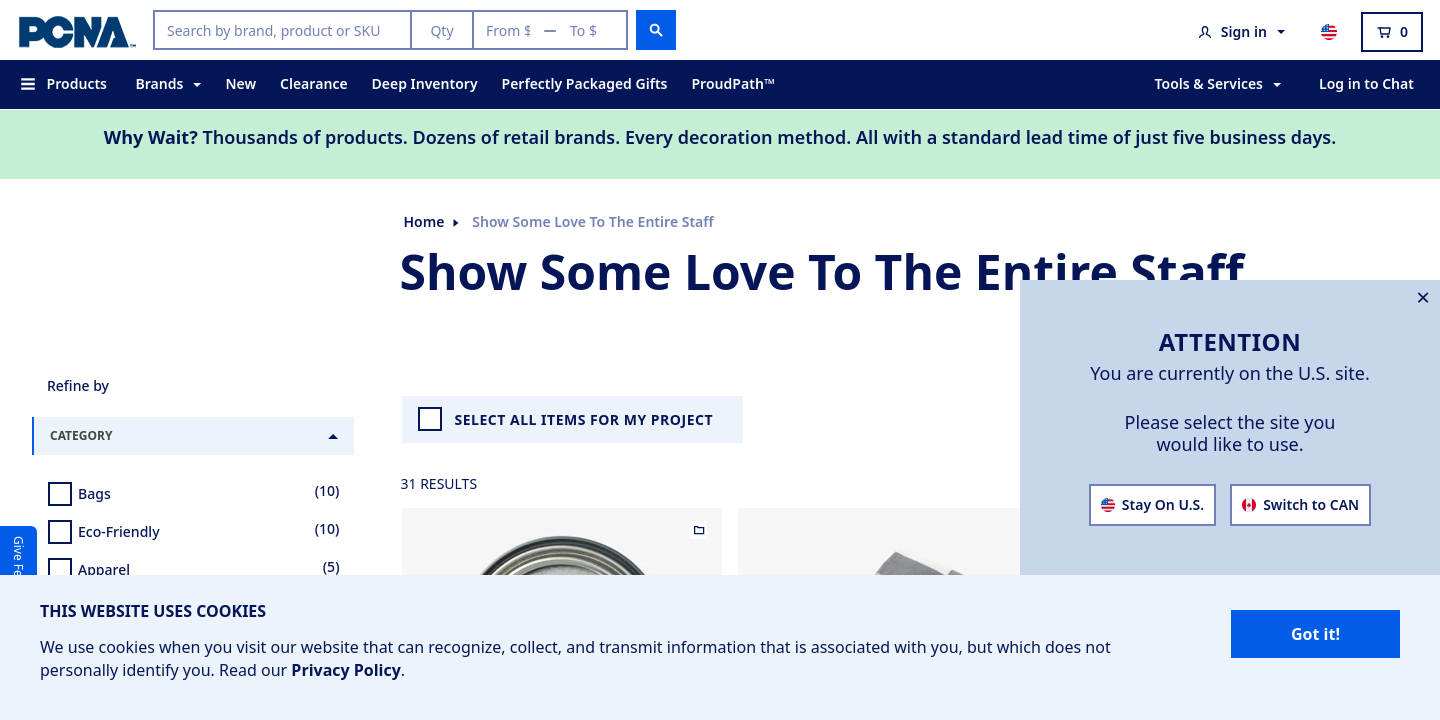 PCNA™
Search by brand, product or SKU
Qty
From $ — To $
Sign in
0
Products
Brands
New
Clearance
Deep Inventory
Perfectly Packaged Gifts
ProudPath™
Tools & Services
Log in to Chat
Why Wait? Thousands of products. Dozens of retail brands. Every decoration method. All with a standard lead time of just five business days.
Home
Show Some Love To The Entire Staff
Show Some Love To The Entire Staff
ATTENTION
You are currently on the U.S. site.
Please select the site you
would like to use.
Stay On U.S.
Switch to CAN
Refine by
CATEGORY
Bags (10)
Eco-Friendly (10)
Apparel (5)
SELECT ALL ITEMS FOR MY PROJECT
31 RESULTS
Give Fe
THIS WEBSITE USES COOKIES
We use cookies when you visit our website that can recognize, collect, and transmit information that is associated with you, but which does not
personally identify you. Read our Privacy Policy.
Got it!